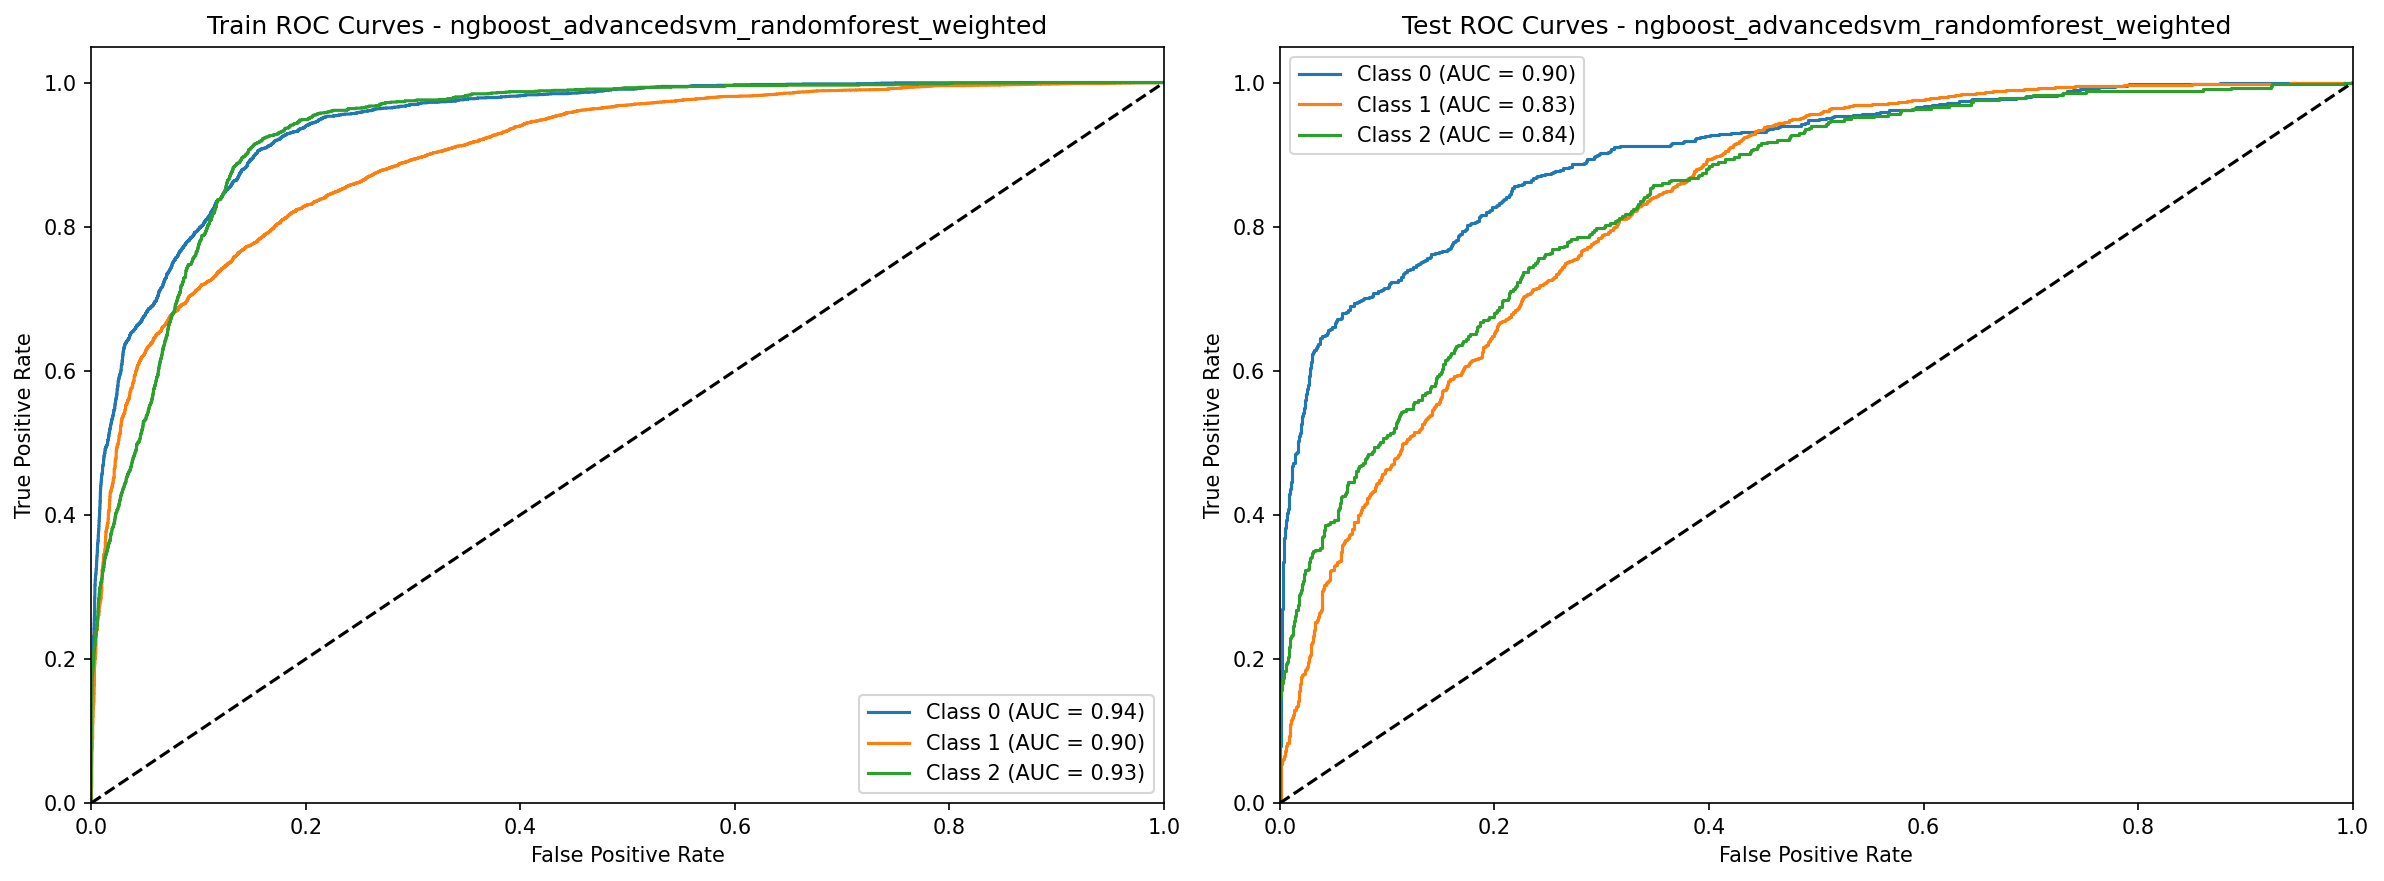 Train ROC Curves - ngboost_advancedsvm_randomforest_weighted
True Positive Rate
1.0
0.8
0.6
0.4
0.2
0.0
Class 0 (AUC = 0.94)
Class 1 (AUC = 0.90)
Class 2 (AUC = 0.93)
0.0 0.2 0.4 0.6 0.8 1.0
False Positive Rate
Test ROC Curves - ngboost_advancedsvm_randomforest_weighted
Class 0 (AUC = 0.90)
Class 1 (AUC = 0.83)
Class 2 (AUC = 0.84)
True Positive Rate
1.0
0.8
0.6
0.4
0.2
0.0
0.0 0.2 0.4 0.6 0.8 1.0
False Positive Rate